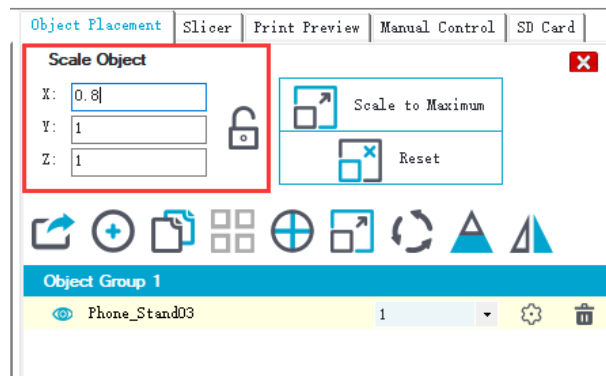 Object Placement Slicer Print Preview Manual Control SD Card
Scale Object
X: 0.8
Y: 1
Z: 1
Scale to Maximum
Reset
Object Group 1
Phone_Stand03 1